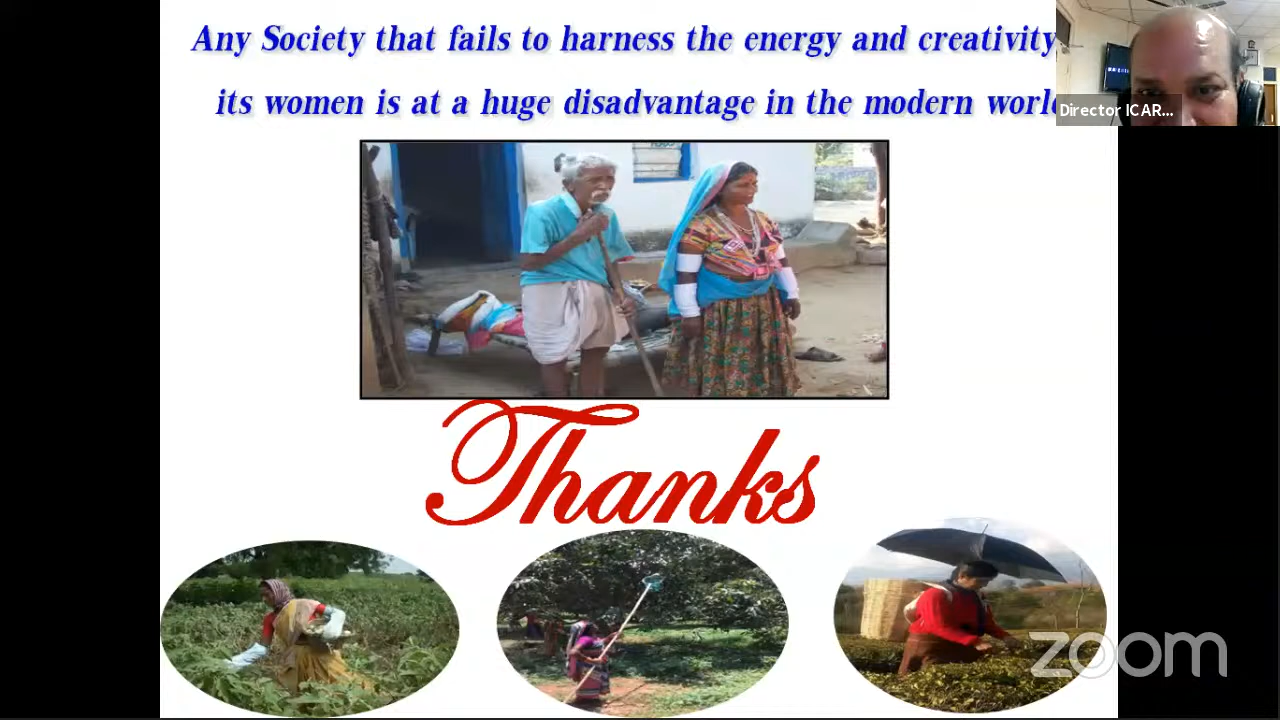 Any Society that fails to harness the energy and creativity
its women is at a huge disadvantage in the modern
Director ICAR...
Thanks
zoom